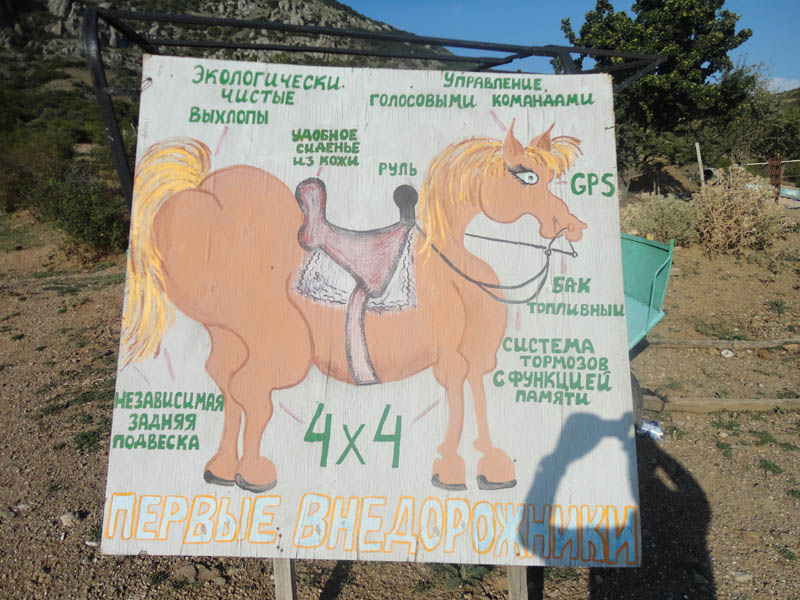 ЭКОЛОГИЧЕСКИ
ЧИСТЫЕ
ВЫХЛОПЫ
УПРАВЛЕНИЕ
ГОЛОСОВЫМИ КОМАНДАМИ
УДОБНОЕ
СИДЕНЬЕ
ИЗ КОЖИ
РУЛЬ
GPS
БАК
ТОПЛИВНЫЙ
СИСТЕМА
ТОРМОЗОВ
С ФУНКЦИЕЙ
ПАМЯТИ
НЕЗАВИСИМАЯ
ЗАДНЯЯ
ПОДВЕСКА
4x4
ПЕРВЫЕ ВНЕДОРОЖНИКИ